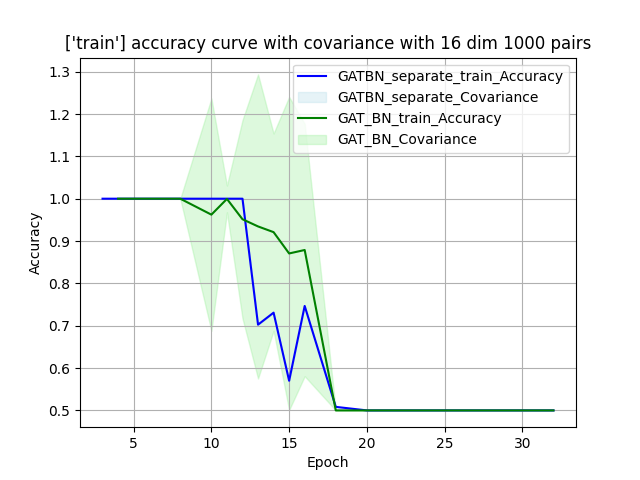 ['train'] accuracy curve with covariance with 16 dim 1000 pairs
GATBN_separate_train_Accuracy
GATBN_separate_Covariance
GAT_BN_train_Accuracy
GAT_BN_Covariance
1.3
1.2
1.1
1.0
0.9
0.8
0.7
0.6
0.5
Accuracy
5 10 15 20 25 30
Epoch